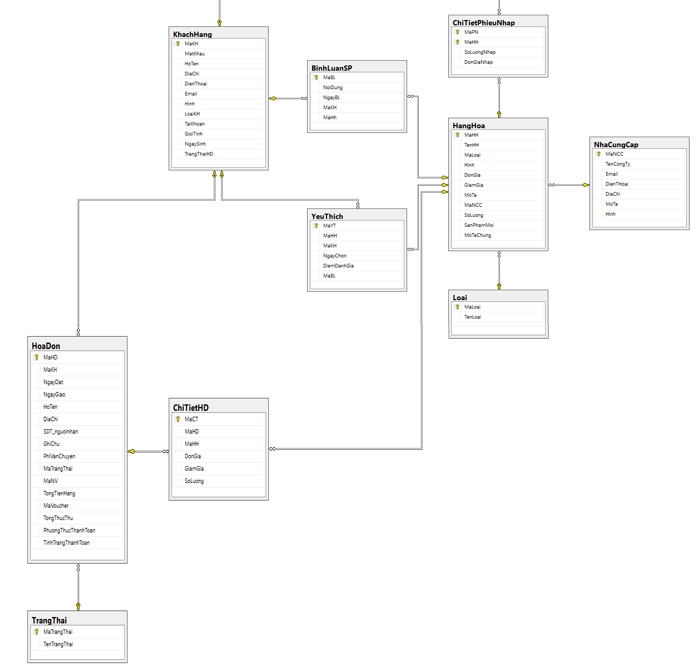 KhachHang
MaKH
MatKhau
HoTen
DiaChi
DienThoai
Email
Hinh
LoaiKH
TaiKhoan
GioiTinh
NgaySinh
TrangThaiHD
BinhLuanSP
MaBL
NoiDung
NgayBL
MaKH
MaHh
ChiTietPhieuNhap
MaPN
MaHH
SoLuongNhap
DonGiaNhap
HangHoa
MaHH
TenHH
MaLoai
Hinh
DonGia
GiamGia
MoTa
MaNCC
SoLuong
SanPhamMoi
MoTaChung
NhaCungCap
MaNCC
TenCongTy
Email
DienTHoai
DiaChi
MoTa
Hinh
YeuThich
MaYT
MaHH
MaKH
NgayChon
DiemDanhGia
MaBL
Loai
MaLoai
TenLoai
HoaDon
MaHD
MaKH
NgayDat
NgayGiao
HoTen
DiaChi
SDT_nguoinhan
GhiChu
PhiVanChuyen
MaTrangThai
MaNV
TongTienHang
MaVoucher
TongThucThu
PhuongThucThanhToan
TinhTrangThanhToan
ChiTietHD
MaCT
MaHD
MaHH
DonGia
GiamGia
SoLuong
TrangThai
MaTrangThai
TenTrangThai